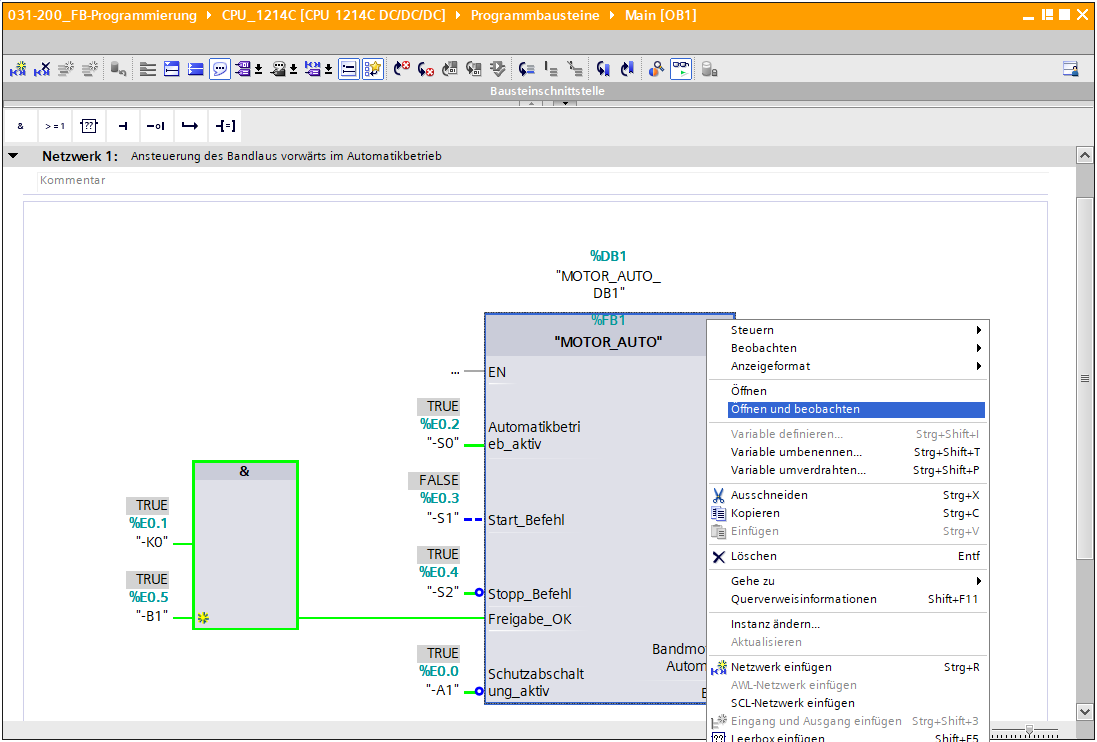 031-200_FB-Programmierung ▸ CPU_1214C [CPU 1214C DC/DC/DC] ▸ Programmbausteine ▸ Main [OB1]
Bausteinschnittstelle
& >=1 ??
Netzwerk 1: Ansteuerung des Bandlaus vorwärts im Automatikbetrieb
Kommentar
%DB1
"MOTOR_AUTO_
DB1"
%FB1
"MOTOR_AUTO"
... EN
TRUE
%E0.2
"-S0"
Automatikbetri
eb_aktiv
FALSE
%E0.3
"-S1"
Start_Befehl
&
TRUE
%E0.1
"-K0"
TRUE
%E0.5
"-B1"
TRUE
%E0.4
"-S2"
Stopp_Befehl
Freigabe_OK
TRUE
%E0.0
"-A1"
Schutzabschalt
ung_aktiv
Bandmo
Autom
Steuern
Beobachten
Anzeigeformat
Öffnen
Öffnen und beobachten
Variable definieren... Strg+Shift+I
Variable umbenennen... Strg+Shift+T
Variable umverdrahten... Strg+Shift+P
Ausschneiden Strg+X
Kopieren Strg+C
Einfügen Strg+V
Löschen Entf
Gehe zu
Querverweisinformationen Shift+F11
Instanz ändern...
Aktualisieren
Netzwerk einfügen Strg+R
AWL-Netzwerk einfügen
SCL-Netzwerk einfügen
Eingang und Ausgang einfügen Strg+Shift+3
Leerbox einfügen Shift+F5